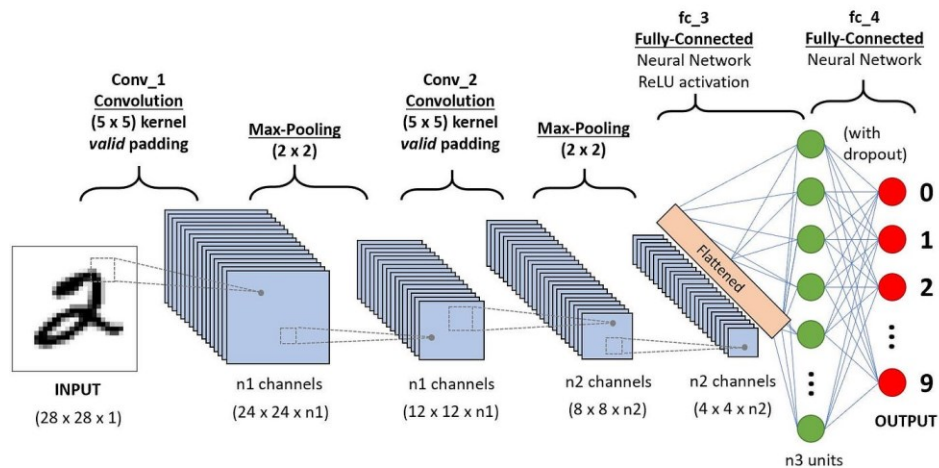 fc_3
Fully-Connected
Neural Network
ReLU activation
fc_4
Fully-Connected
Neural Network
Conv_1
Convolution
(5 x 5) kernel
valid padding
Max-Pooling
(2 x 2)
Conv_2
Convolution
(5 x 5) kernel
valid padding
Max-Pooling
(2 x 2)
(with
dropout)
Flattened
0
1
2
9
INPUT
(28 x 28 x 1)
n1 channels
(24 x 24 x n1)
n1 channels
(12 x 12 x n1)
n2 channels
(8 x 8 x n2)
n2 channels
(4 x 4 x n2)
OUTPUT
n3 units
2